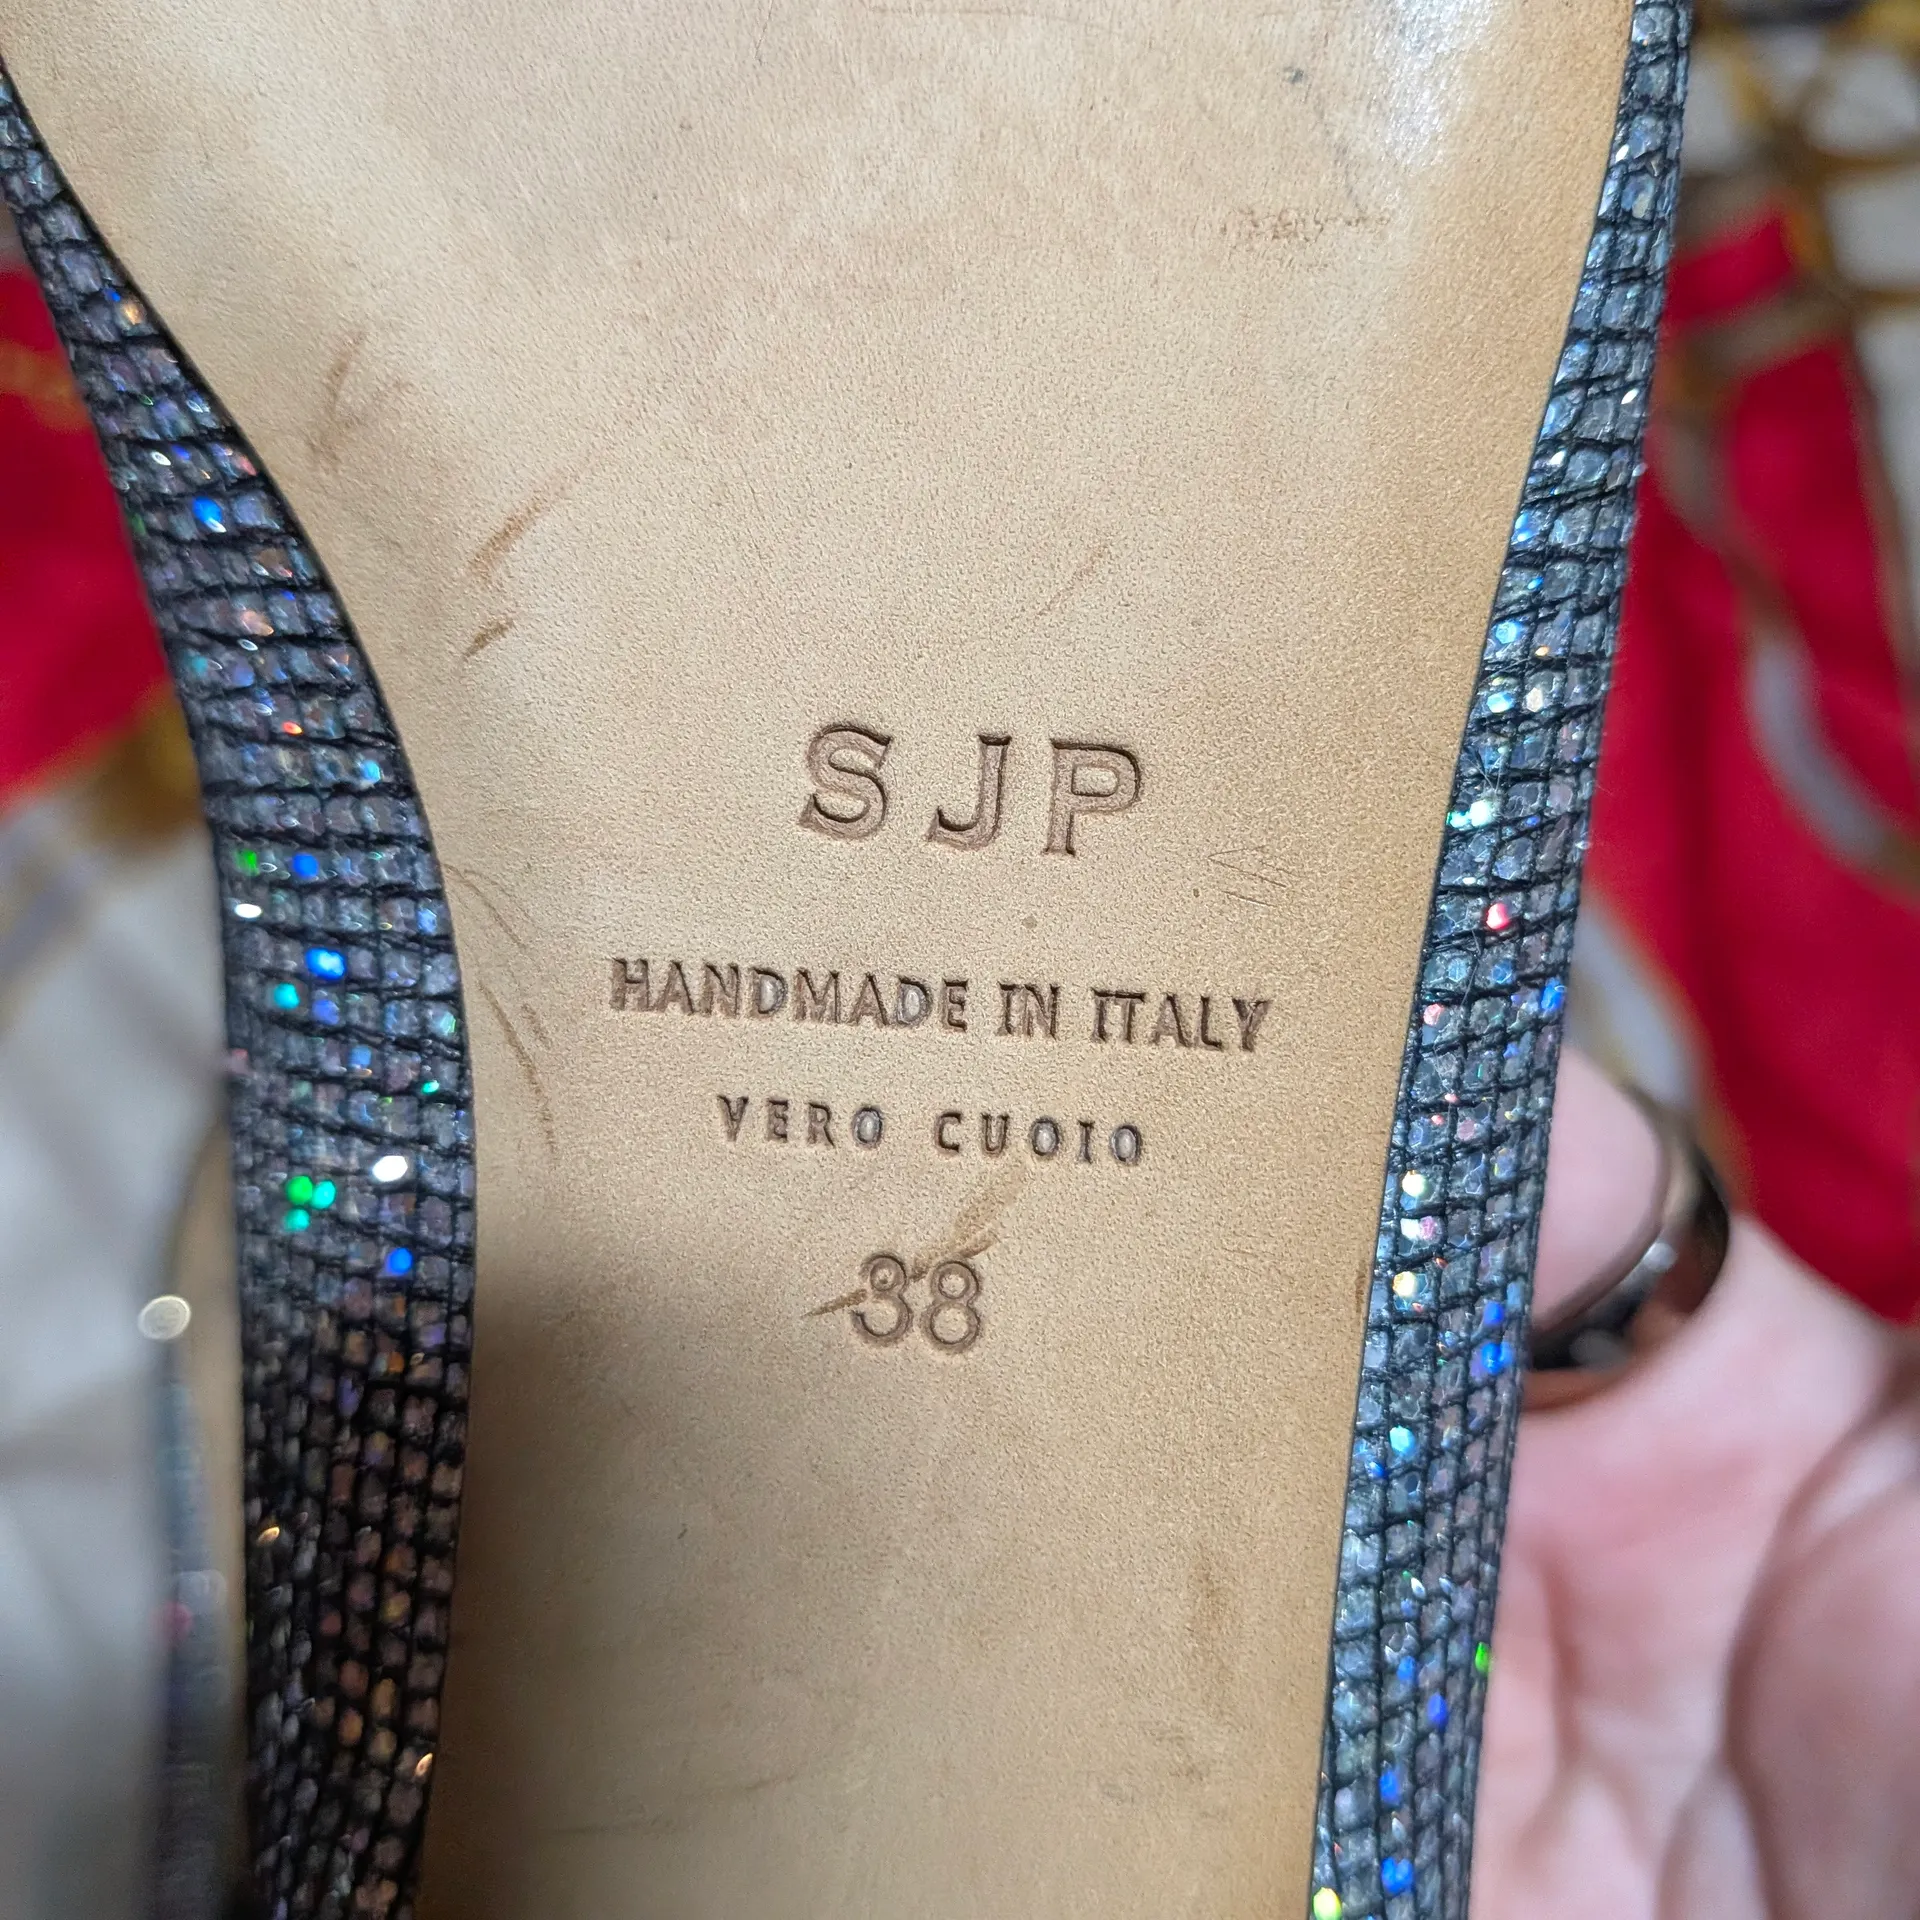 SJP
HANDMADE IN ITALY
VERO CUOIO
38